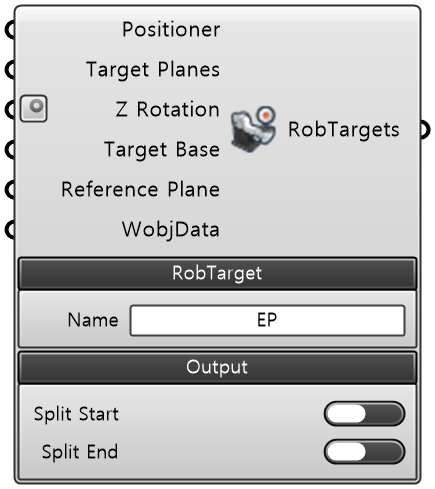 Positioner
Target Planes
Z Rotation
Target Base
RobTargets
Reference Plane
WobjData
RobTarget
Name EP
Output
Split Start
Split End